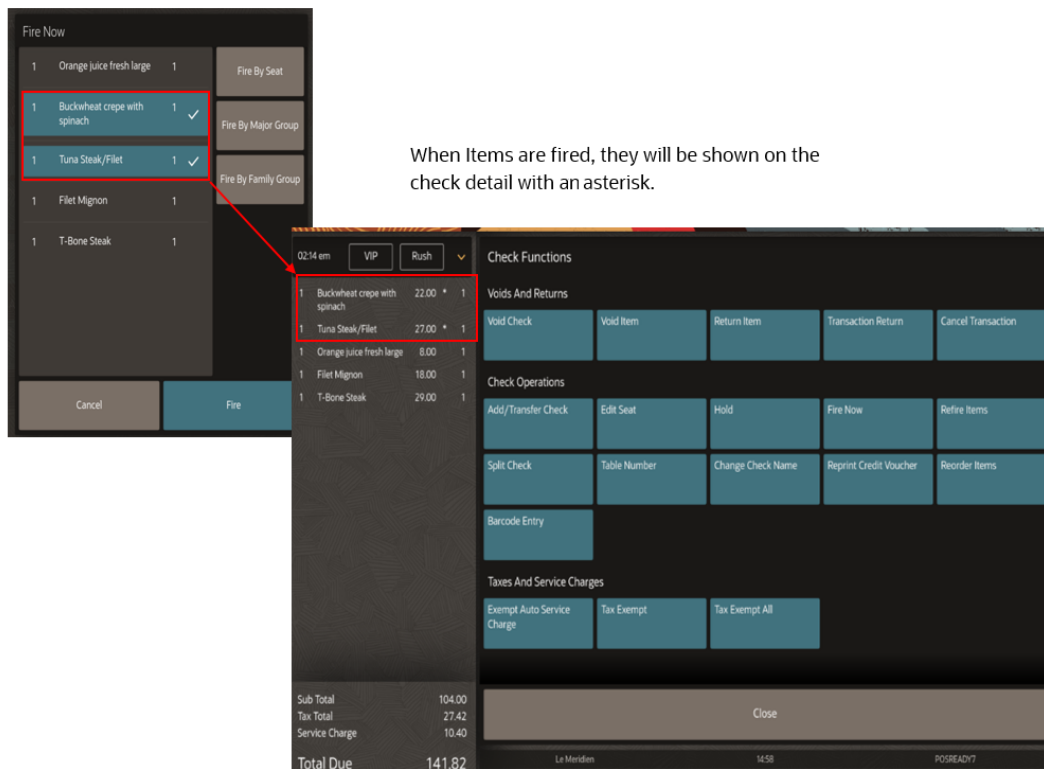 Fire Now
1 Orange juice fresh large 1
Fire By Seat
1 Buckwheat crepe with 1
spinach
Fire By Major Group
1 Tuna Steak/Filet 1
Fire By Family Group
1 Filet Mignon 1
1 T-Bone Steak 1
Cancel
Fire
When Items are fired, they will be shown on the
check detail with an asterisk.
02:14 em
VIP
Rush
1 Buckwheat crepe with 22.00 * 1
spinach
1 Tuna Steak/Filet 27.00 * 1
1 Orange juice fresh large 8.00 1
1 Filet Mignon 18.00 1
1 T-Bone Steak 29.00 1
Sub Total 104.00
Tax Total 27.42
Service Charge 10.40
Total Due 141.82
Check Functions
Voids And Returns
Void Check
Void Item
Return Item
Transaction Return
Cancel Transaction
Check Operations
Add/Transfer Check
Edit Seat
Hold
Fire Now
Refire Items
Split Check
Table Number
Change Check Name
Reprint Credit Voucher
Reorder Items
Barcode Entry
Taxes And Service Charges
Exempt Auto Service
Charge
Tax Exempt
Tax Exempt All
Close
Le Meridien
14:58
POSREADY7